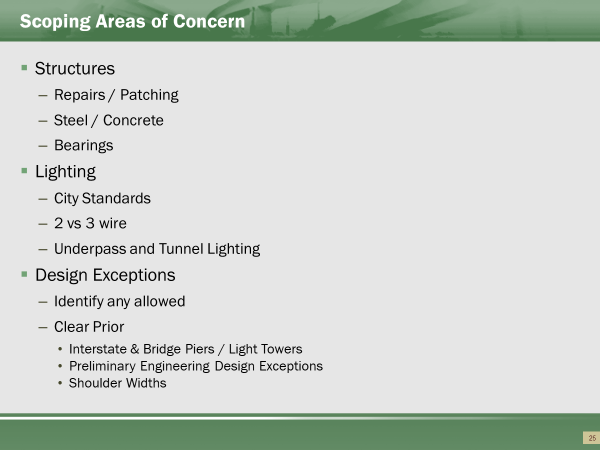 Scoping Areas of Concern
▪ Structures
– Repairs / Patching
– Steel / Concrete
– Bearings
▪ Lighting
– City Standards
– 2 vs 3 wire
– Underpass and Tunnel Lighting
▪ Design Exceptions
– Identify any allowed
– Clear Prior
• Interstate & Bridge Piers / Light Towers
• Preliminary Engineering Design Exceptions
• Shoulder Widths
25